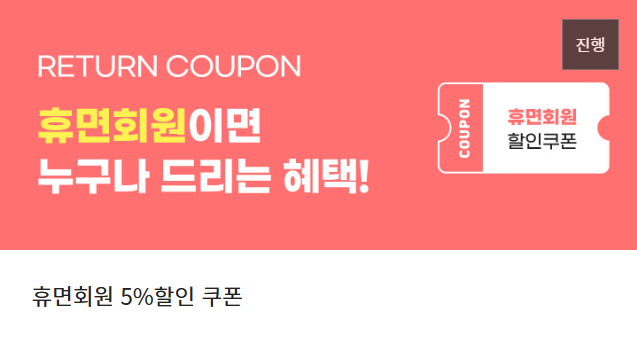 진행
RETURN COUPON
휴면회원이면
누구나 드리는 혜택!
COUPON
휴면회원
할인쿠폰
휴면회원 5%할인 쿠폰